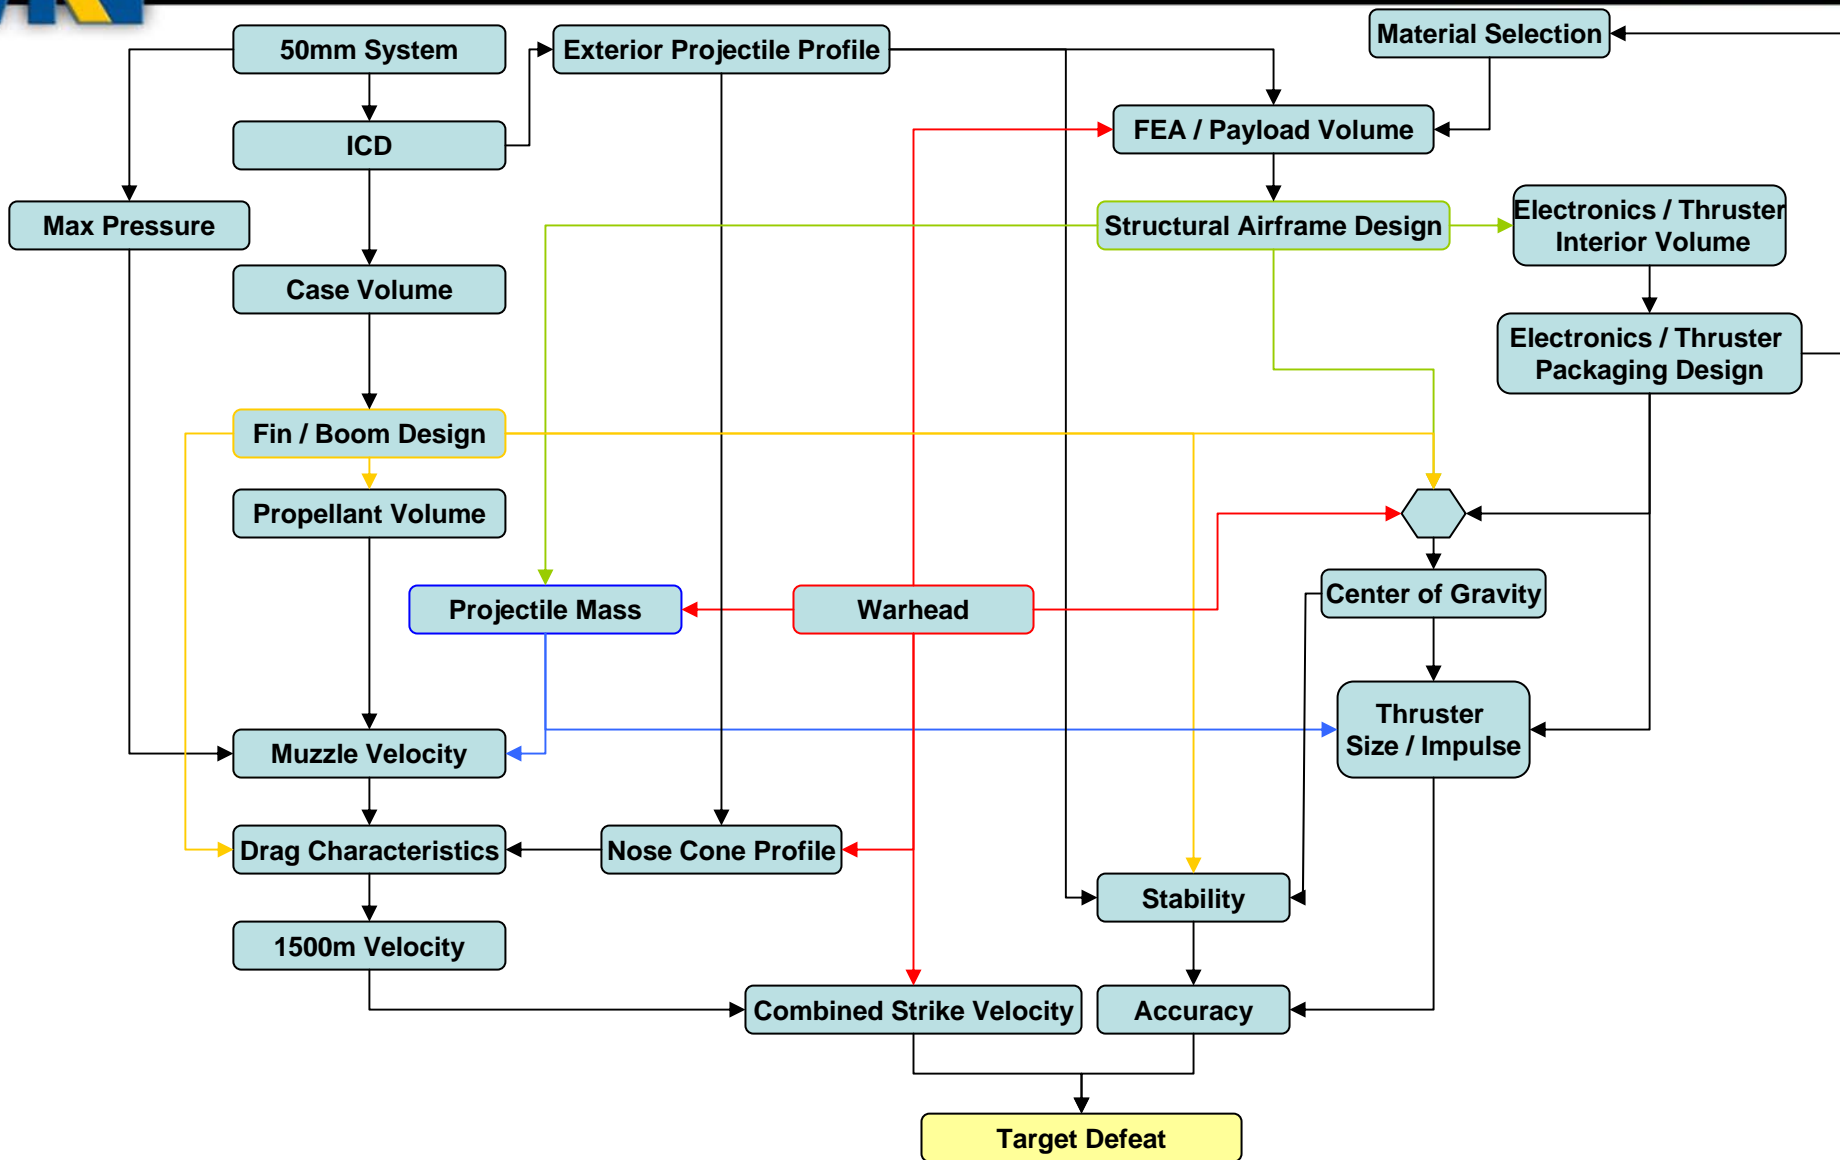 50mm System
Exterior Projectile Profile
Material Selection
ICD
FEA / Payload Volume
Max Pressure
Structural Airframe Design
Electronics / Thruster
Interior Volume
Case Volume
Electronics / Thruster
Packaging Design
Fin / Boom Design
Propellant Volume
Projectile Mass
Warhead
Center of Gravity
Thruster
Size / Impulse
Muzzle Velocity
Drag Characteristics
Nose Cone Profile
Stability
1500m Velocity
Combined Strike Velocity
Accuracy
Target Defeat